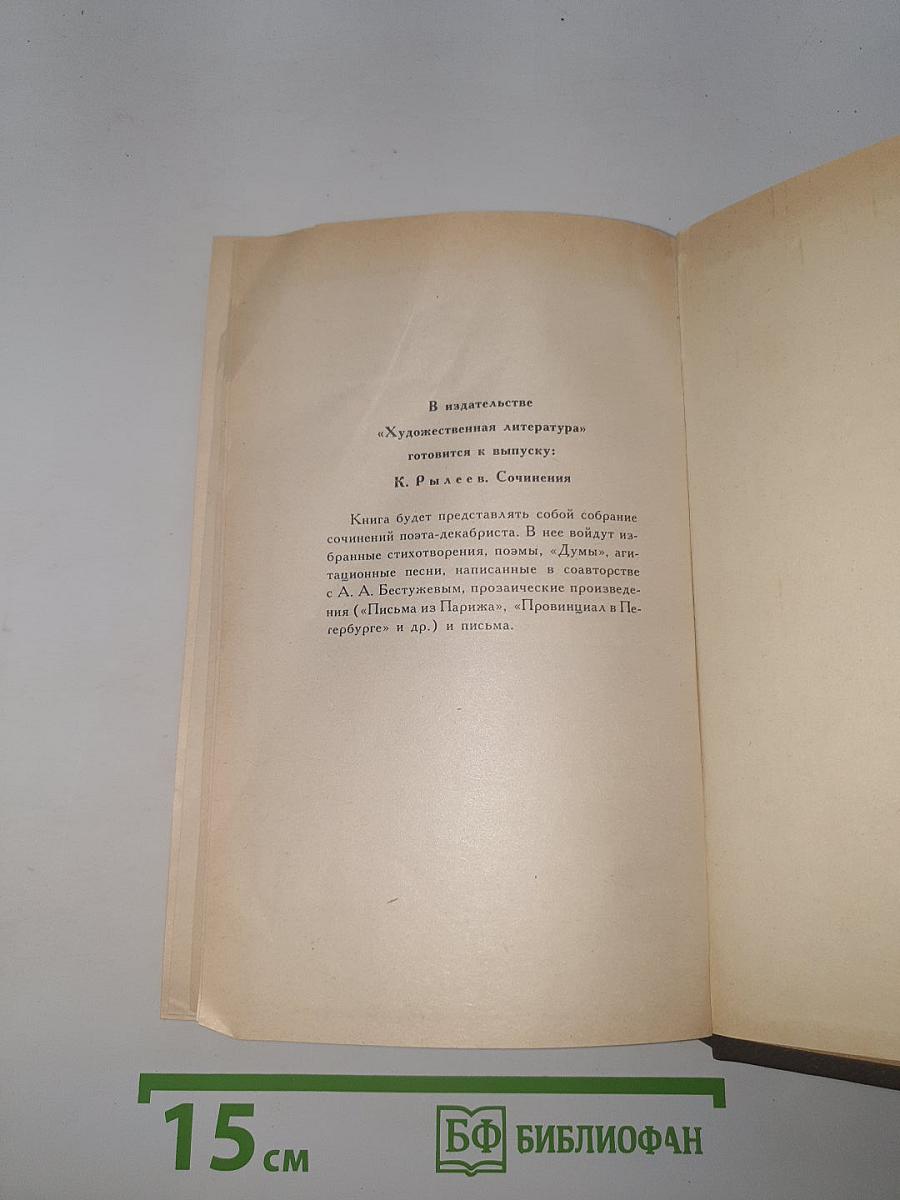 В издательстве
«Художественная литература»
готовится к выпуску:
К. Рылеев. Сочинения
Книга будет представлять собой собрание
сочинений поэта-декабриста. В нее войдут из-
бранные стихотворения, поэмы, «Думы», аги-
тационные песни, написанные в соавторстве
с А. А. Бестужевым, прозаические произведе-
ния («Письма из Парижа», «Провинциал в Пе-
тербурге» и др.) и письма.
15 см
БФ БИБЛИОФАН